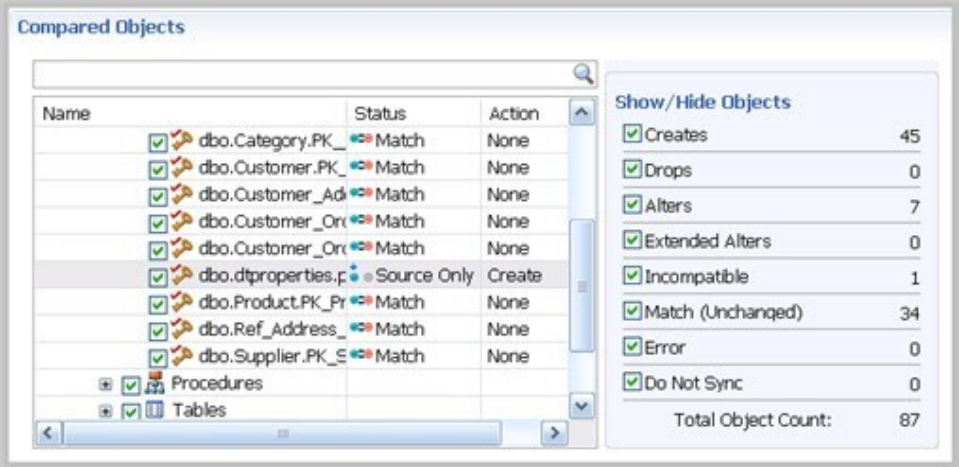 Compared Objects
Name Status Action
dbo.Category.PK_ Match None
dbo.Customer.PK_ Match None
dbo.Customer_Ad Match None
dbo.Customer_Or Match None
dbo.Customer_Or Match None
dbo.dtproperties.p Source Only Create
dbo.Product.PK_Pr Match None
dbo.Ref_Address_ Match None
dbo.Supplier.PK_S Match None
Procedures
Tables
Show/Hide Objects
Creates 45
Drops 0
Alters 7
Extended Alters 0
Incompatible 1
Match (Unchanged) 34
Error 0
Do Not Sync 0
Total Object Count: 87